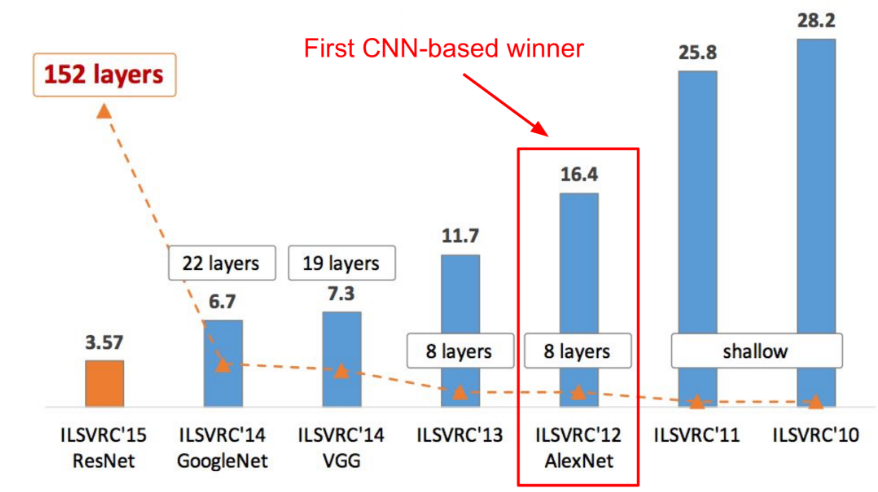 First CNN-based winner
28.2
25.8
152 layers
16.4
11.7
22 layers
19 layers
6.7
7.3
3.57
8 layers
8 layers
shallow
ILSVRC'15
ResNet
ILSVRC'14
GoogleNet
ILSVRC'14
VGG
ILSVRC'13
ILSVRC'12
AlexNet
ILSVRC'11
ILSVRC'10